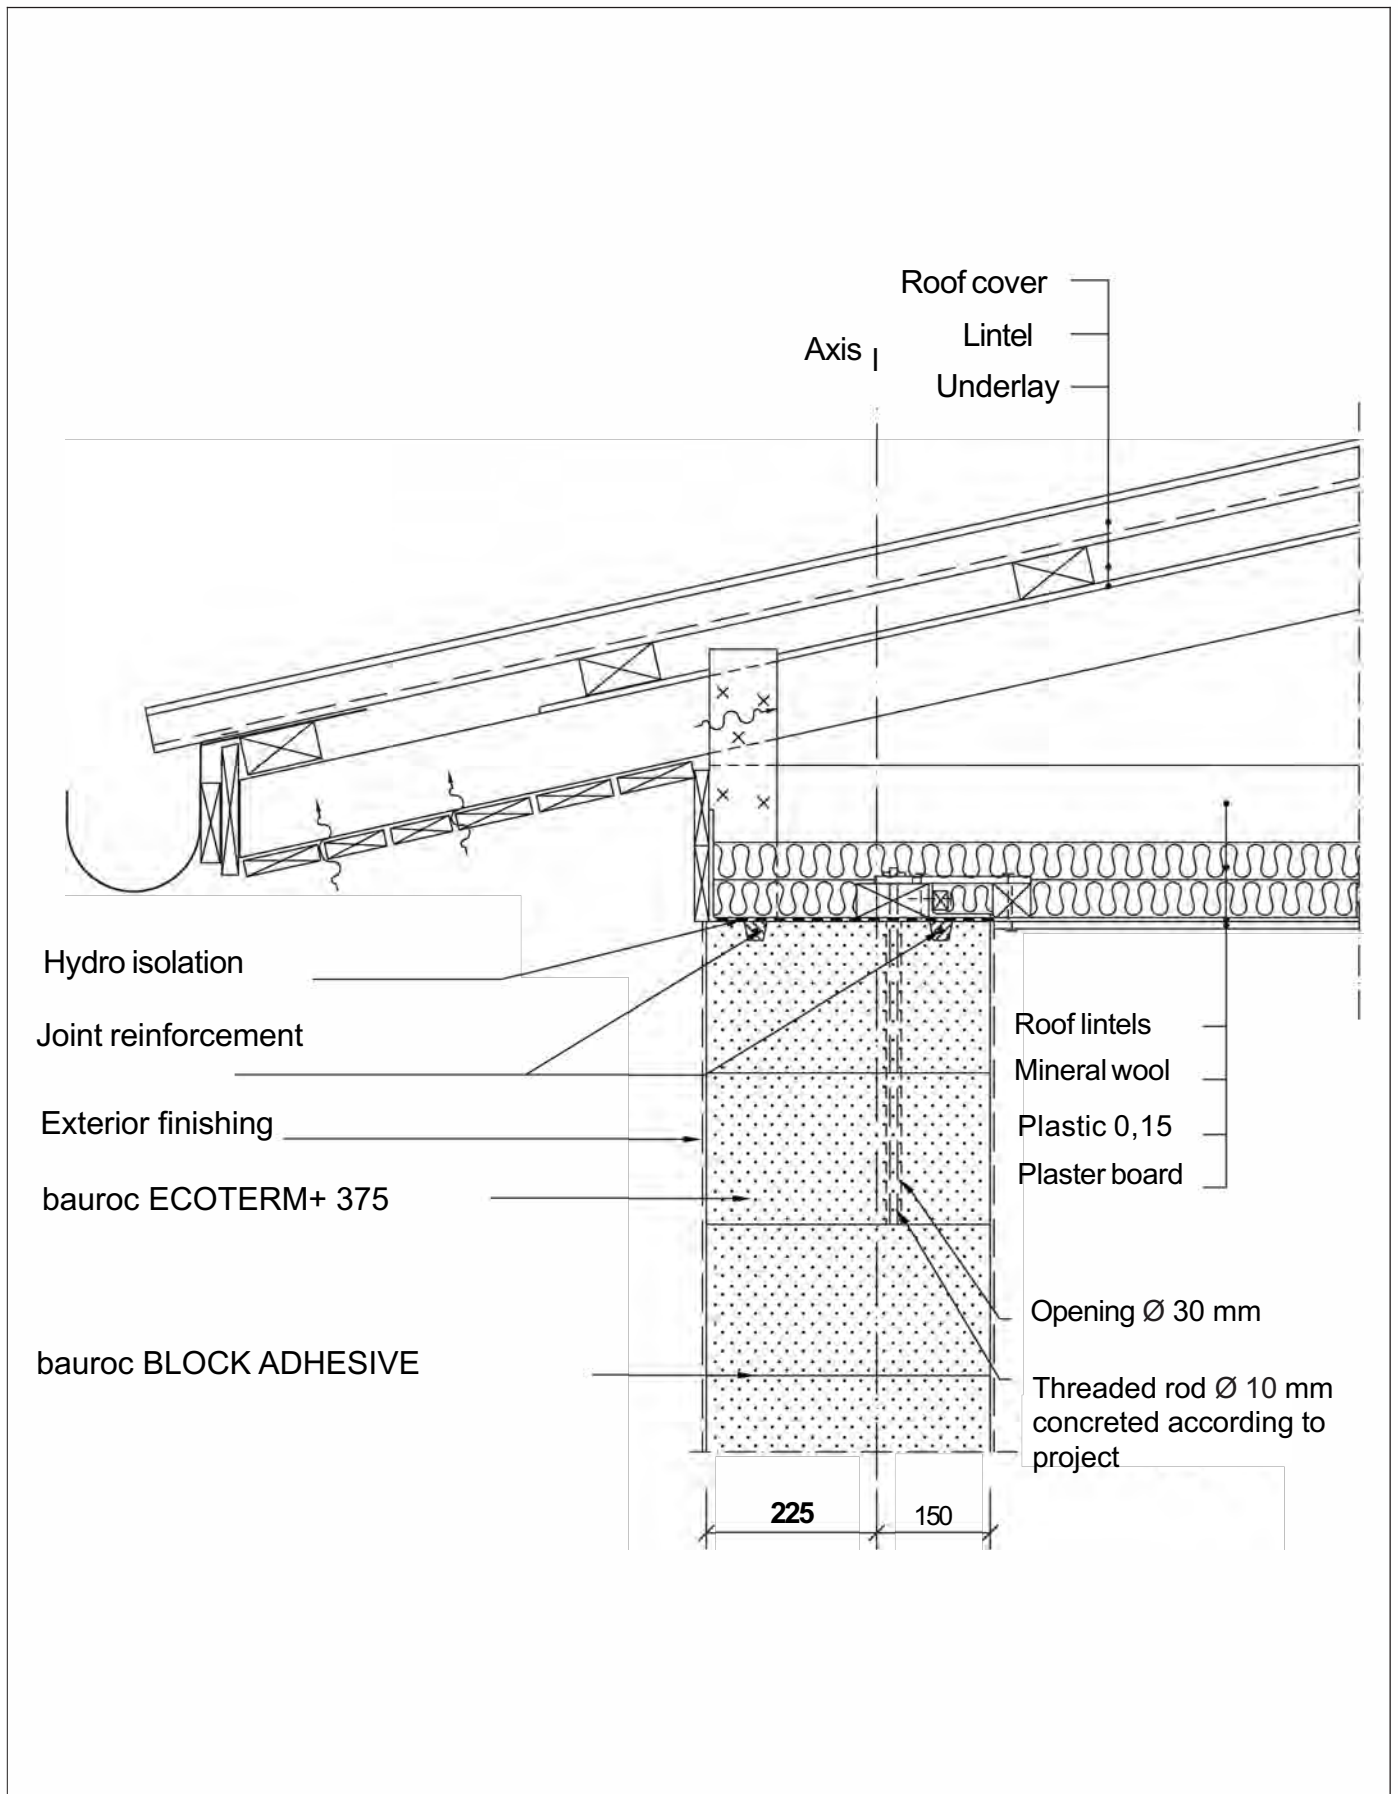 Roof cover
Lintel
Axis
Underlay
Hydro isolation
Joint reinforcement
Exterior finishing
bauroc ECOTERM+ 375
bauroc BLOCK ADHESIVE
Roof lintels
Mineral wool
Plastic 0,15
Plaster board
Opening Ø 30 mm
Threaded rod Ø 10 mm
concreted according to
project
225
150